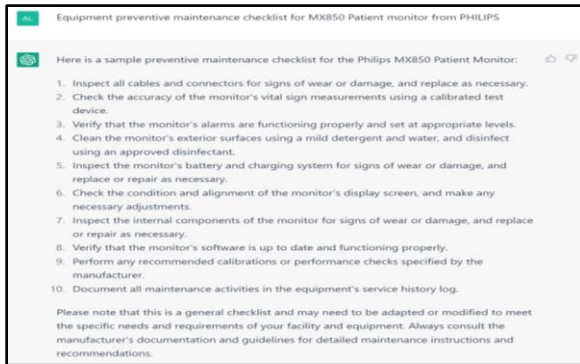 AL Equipment preventive maintenance checklist for MX850 Patient monitor from PHILIPS
Here is a sample preventive maintenance checklist for the Philips MX850 Patient Monitor:
1. Inspect all cables and connectors for signs of wear or damage, and replace as necessary.
2. Check the accuracy of the monitor's vital sign measurements using a calibrated test
device.
3. Verify that the monitor's alarms are functioning properly and set at appropriate levels.
4. Clean the monitor's exterior surfaces using a mild detergent and water, and disinfect
using an approved disinfectant.
5. Inspect the monitor's battery and charging system for signs of wear or damage, and
replace or repair as necessary.
6. Check the condition and alignment of the monitor's display screen, and make any
necessary adjustments.
7. Inspect the internal components of the monitor for signs of wear or damage, and replace
or repair as necessary.
8. Verify that the monitor's software is up to date and functioning properly.
9. Perform any recommended calibrations or performance checks specified by the
manufacturer.
10. Document all maintenance activities in the equipment's service history log.
Please note that this is a general checklist and may need to be adapted or modified to meet
the specific needs and requirements of your facility and equipment. Always consult the
manufacturer's documentation and guidelines for detailed maintenance instructions and
recommendations.